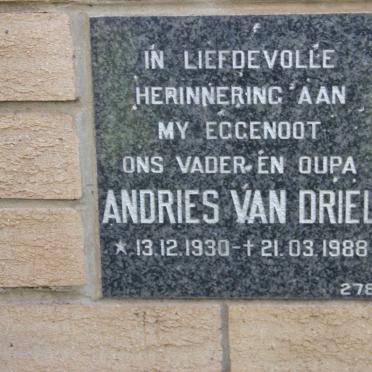 IN LIEFDEVOLLE
HERINNERING AAN
MY EGGENOOT
ONS VADER EN OUPA
ANDRIES VAN DRIEL
* 13.12.1930 - † 21.03.1988
278